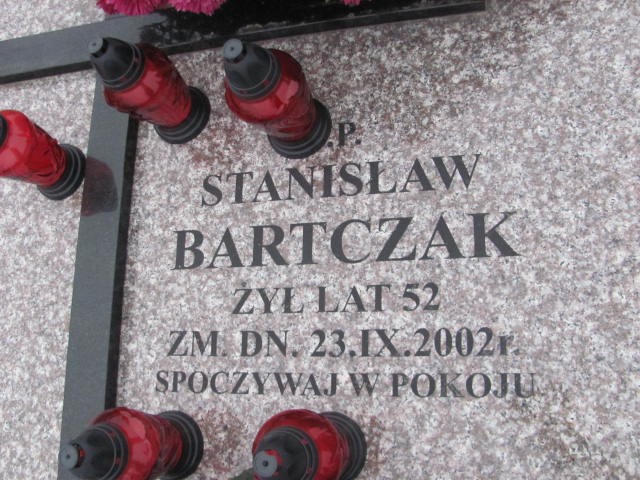 .P.
STANISŁAW
BARTCZAK
ŻYŁ LAT 52
ZM. DN. 23.IX.2002r.
SPOCZYWAJ W POKOJU